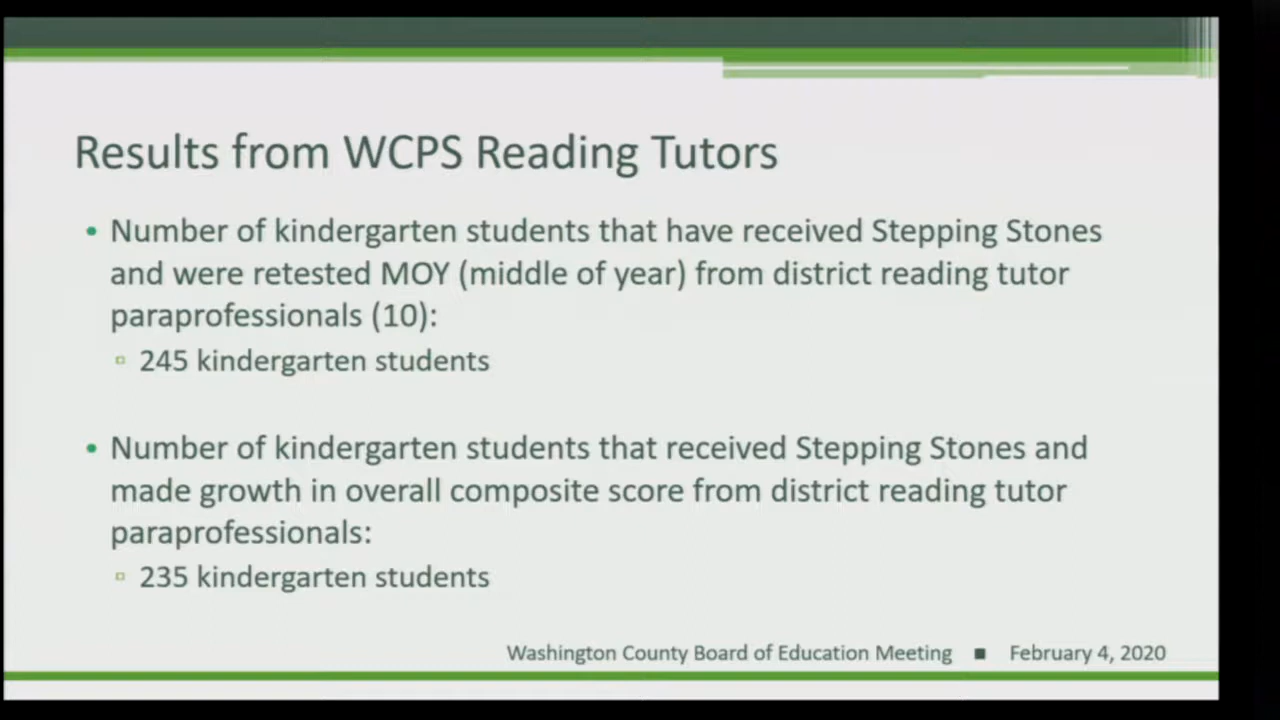 Results from WCPS Reading Tutors
• Number of kindergarten students that have received Stepping Stones
and were retested MOY (middle of year) from district reading tutor
paraprofessionals (10):
▫ 245 kindergarten students
• Number of kindergarten students that received Stepping Stones and
made growth in overall composite score from district reading tutor
paraprofessionals:
▫ 235 kindergarten students
Washington County Board of Education Meeting ■ February 4, 2020